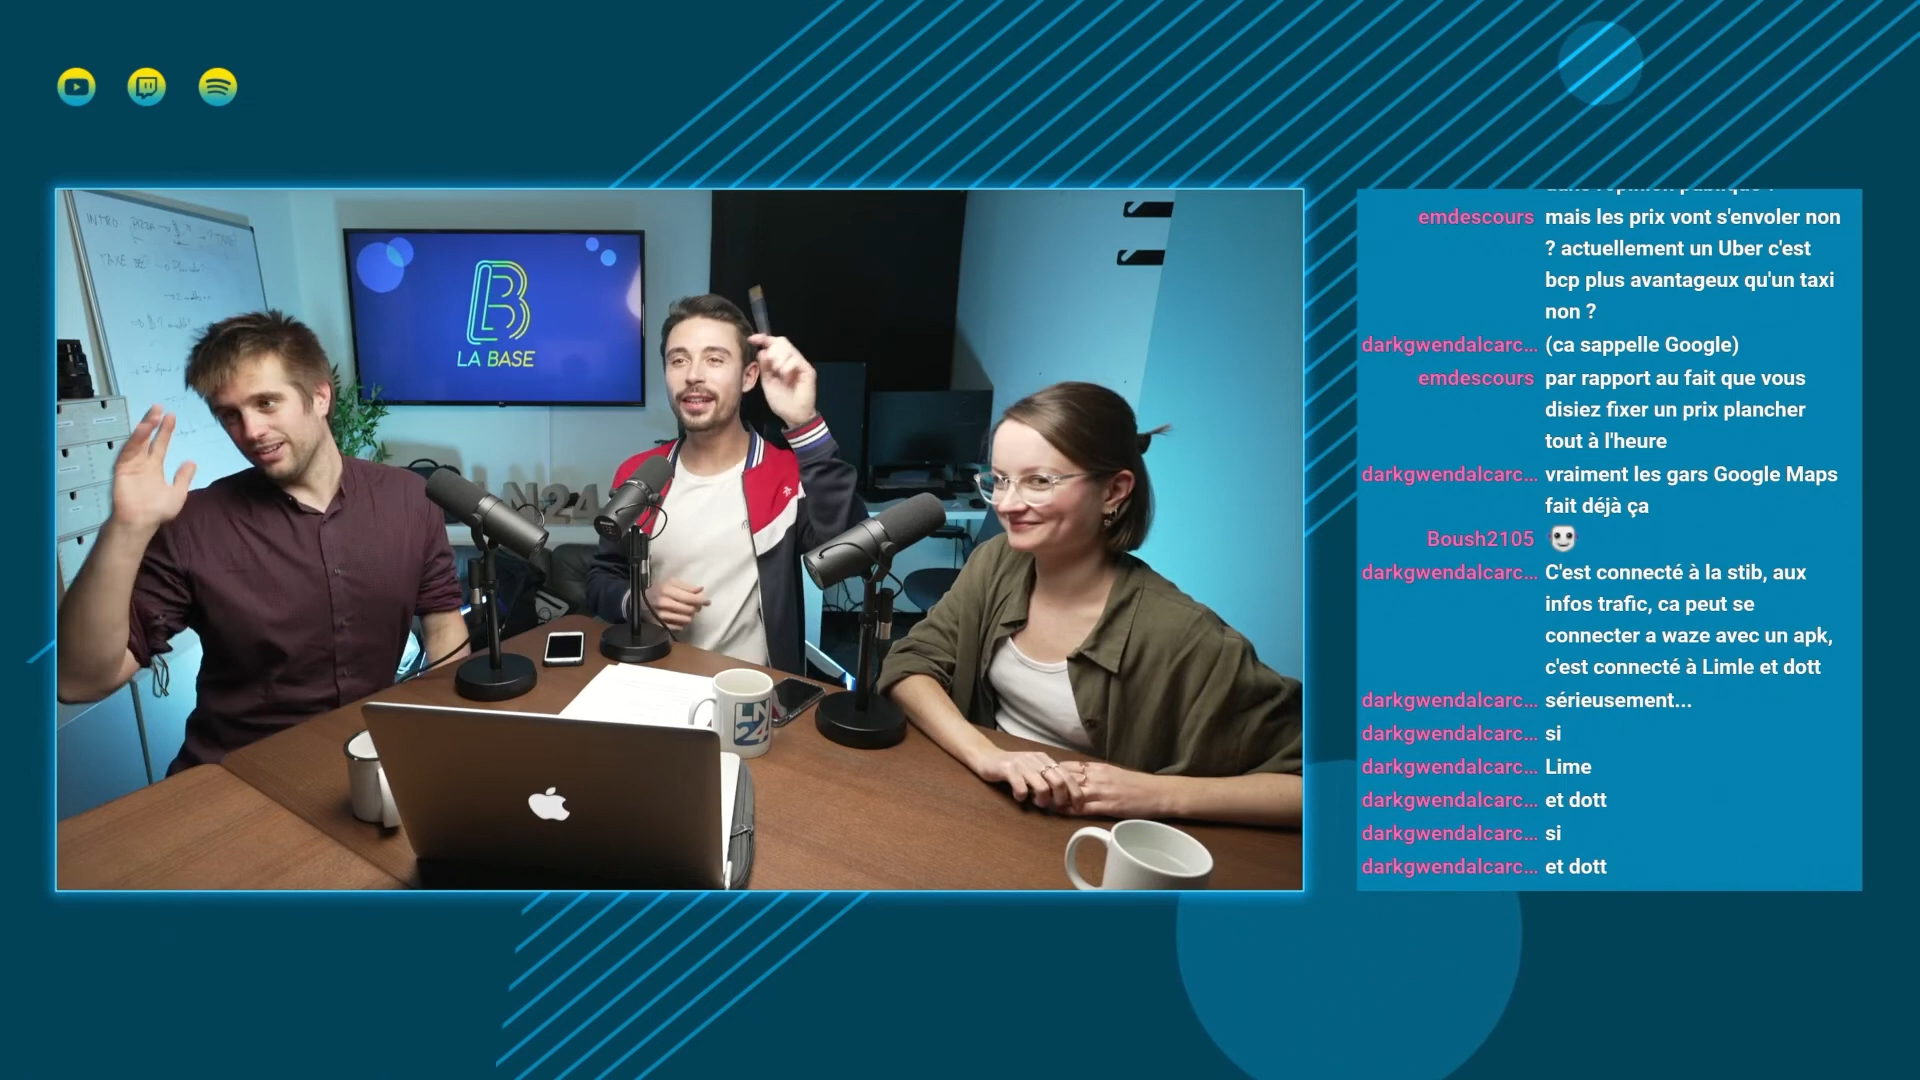 INTRO
LA BASE
LN24
LN
24
emdescours mais les prix vont s'envoler non
? actuellement un Uber c'est
bcp plus avantageux qu'un taxi
non ?
darkgwendalcarc... (ca sappelle Google)
emdescours par rapport au fait que vous
disiez fixer un prix plancher
tout à l'heure
darkgwendalcarc... vraiment les gars Google Maps
fait déjà ça
Boush2105
darkgwendalcarc... C'est connecté à la stib, aux
infos trafic, ca peut se
connecter a waze avec un apk,
c'est connecté à Limle et dott
darkgwendalcarc... sérieusement...
darkgwendalcarc... si
darkgwendalcarc... Lime
darkgwendalcarc... et dott
darkgwendalcarc... si
darkgwendalcarc... et dott